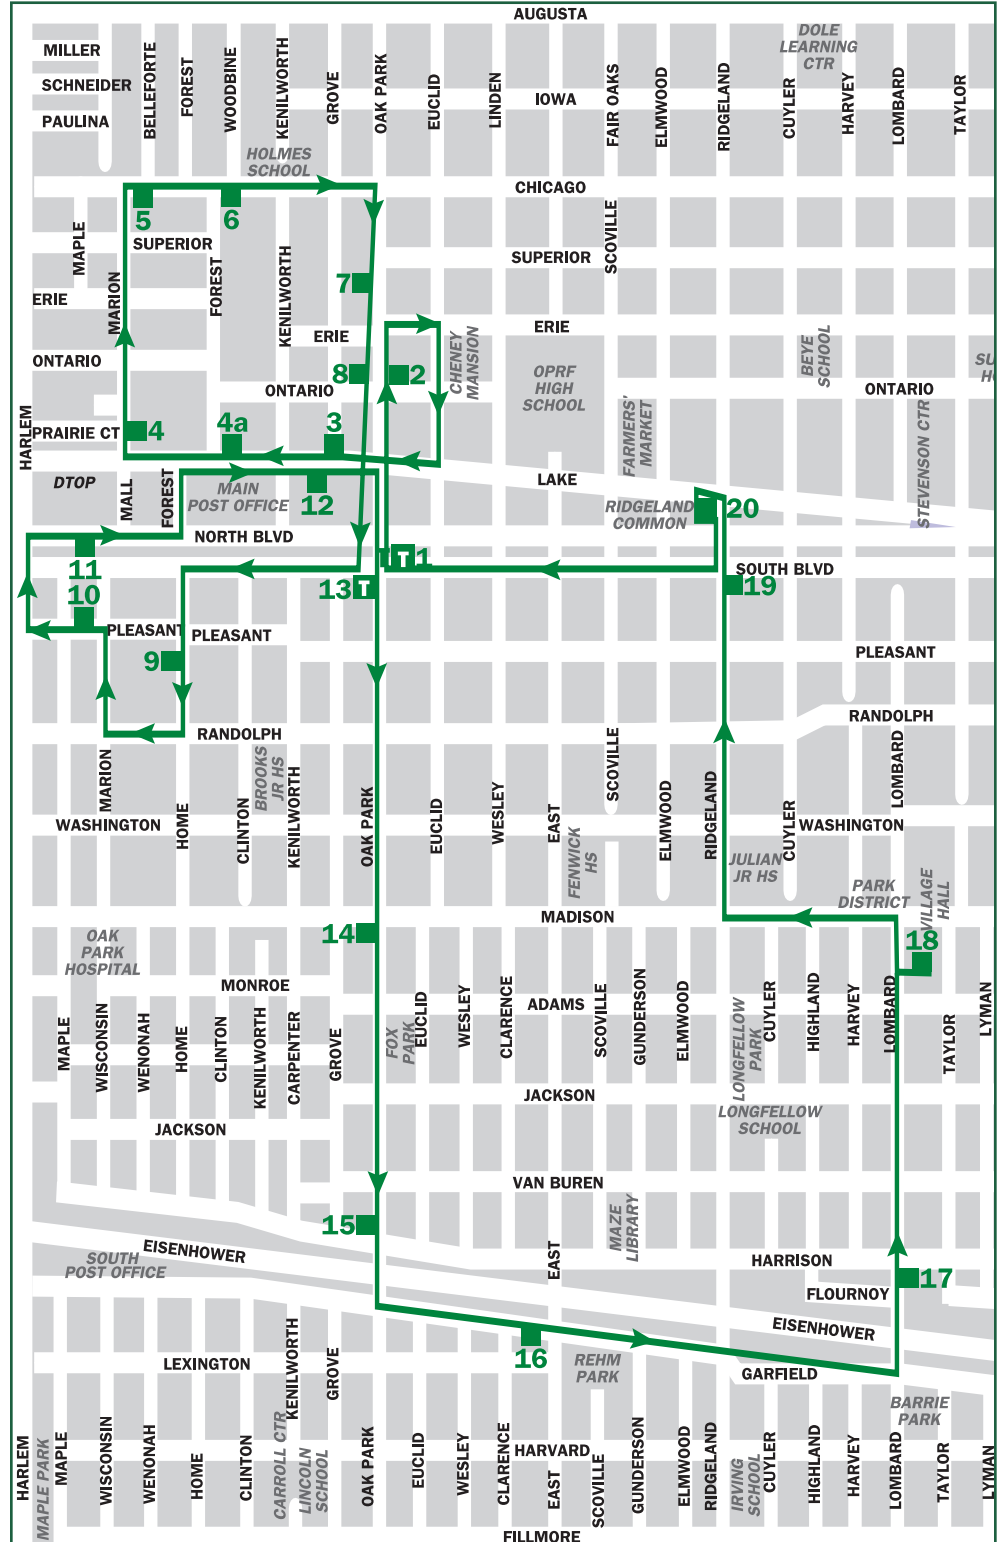 AUGUSTA
MILLER
SCHNEIDER
PAULINA
BELLEFORTE
FOREST
WOODBINE
KENILWORTH
GROVE
OAK PARK
EUCLID
LINDEN
IOWA
FAIR OAKS
ELMWOOD
RIDGELAND
CUYLER
DOLE
LEARNING
CTR
HARVEY
LOMBARD
TAYLOR
HOLMES
SCHOOL
CHICAGO
5
6
MAPLE
SUPERIOR
SUPERIOR
SCOVILLE
MARION
FOREST
KENILWORTH
7
ERIE
ERIE
ERIE
CHENEY
MANSION
BEYE
SCHOOL
SU
HO
ONTARIO
8
2
OPRF
HIGH
SCHOOL
ONTARIO
ONTARIO
HARLEM
PRAIRIE CT
4
4a
3
FARMERS'
MARKET
STEVENSON CTR
DTOP
MALL
FOREST
MAIN
POST OFFICE
12
LAKE
RIDGELAND
COMMON
20
NORTH BLVD
11
T
T
1
SOUTH BLVD
10
13
T
19
PLEASANT
PLEASANT
9
PLEASANT
RANDOLPH
RANDOLPH
MARION
HOME
CLINTON
BROOKS
JR HS
KENILWORTH
OAK PARK
EUCLID
WESLEY
EAST
SCOVILLE
ELMWOOD
RIDGELAND
CUYLER
LOMBARD
WASHINGTON
WASHINGTON
FENWICK
HS
JULIAN
JR HS
PARK
DISTRICT
VILLAGE
HALL
MADISON
14
18
OAK
PARK
HOSPITAL
MONROE
ADAMS
MAPLE
WISCONSIN
WENONAH
HOME
CLINTON
KENILWORTH
CARPENTER
GROVE
FOX
PARK
EUCLID
WESLEY
CLARENCE
SCOVILLE
GUNDERSON
ELMWOOD
LONGFELLOW
PARK
CUYLER
HIGHLAND
HARVEY
LOMBARD
TAYLOR
LYMAN
JACKSON
JACKSON
LONGFELLOW
SCHOOL
VAN BUREN
15
MAZE
LIBRARY
EISENHOWER
SOUTH
POST OFFICE
EAST
HARRISON
17
FLOURNOY
EISENHOWER
16
LEXINGTON
KENILWORTH
GROVE
REHM
PARK
GARFIELD
BARRIE
PARK
HARLEM
MAPLE PARK
MAPLE
WISCONSIN
WENONAH
HOME
CLINTON
CARROLL CTR
LINCOLN
SCHOOL
OAK PARK
EUCLID
WESLEY
CLARENCE
HARVARD
EAST
SCOVILLE
GUNDERSON
ELMWOOD
RIDGELAND
IRVING
SCHOOL
CUYLER
HIGHLAND
HARVEY
LOMBARD
TAYLOR
LYMAN
FILLMORE